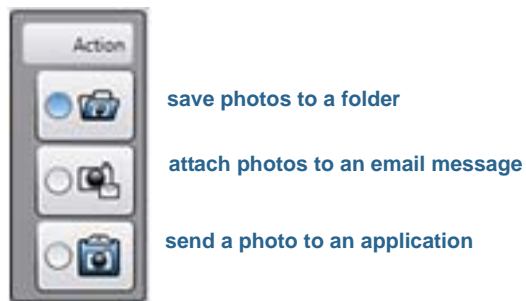 Action
save photos to a folder
attach photos to an email message
send a photo to an application